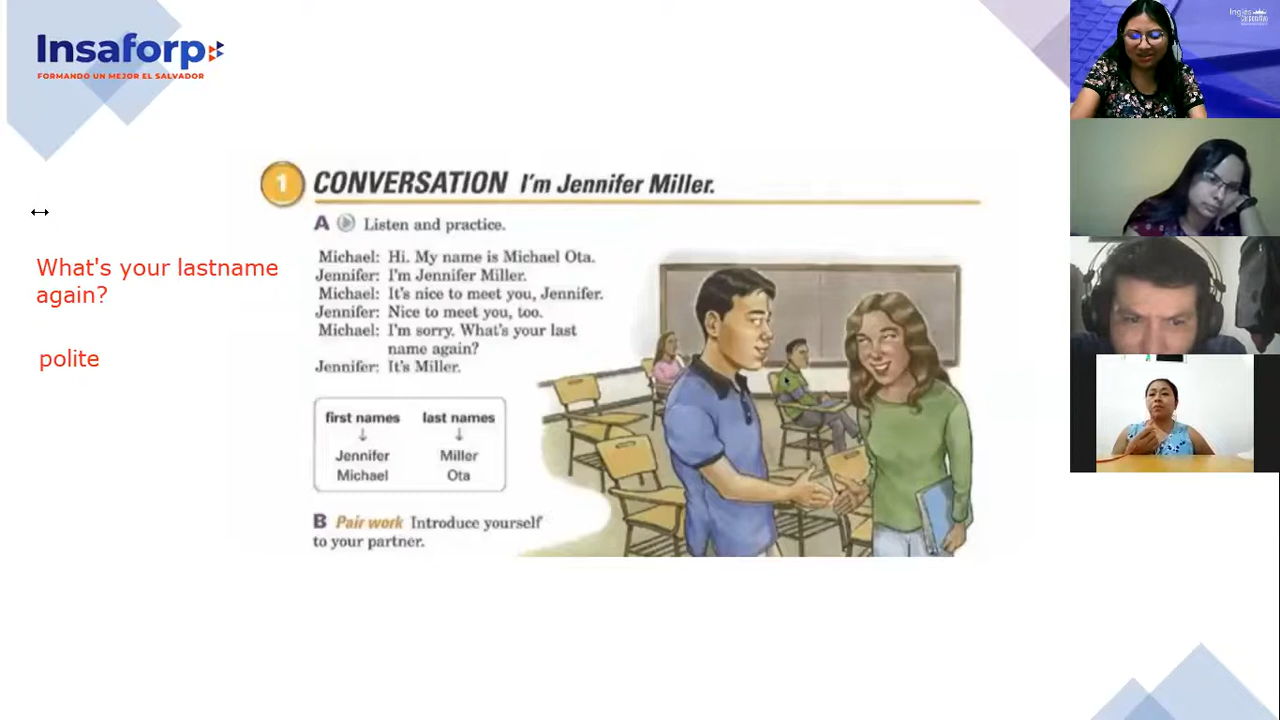 Insaforp
FORMANDO UN MEJOR EL SALVADOR
1 CONVERSATION I'm Jennifer Miller.
A Listen and practice.
Michael: Hi. My name is Michael Ota.
Jennifer: I'm Jennifer Miller.
Michael: It's nice to meet you, Jennifer.
Jennifer: Nice to meet you, too.
Michael: I'm sorry. What's your last
name again?
Jennifer: It's Miller.
first names last names
Jennifer Miller
Michael Ota
B Pair work Introduce yourself
to your partner.
What's your lastname
again?
polite
Inglés